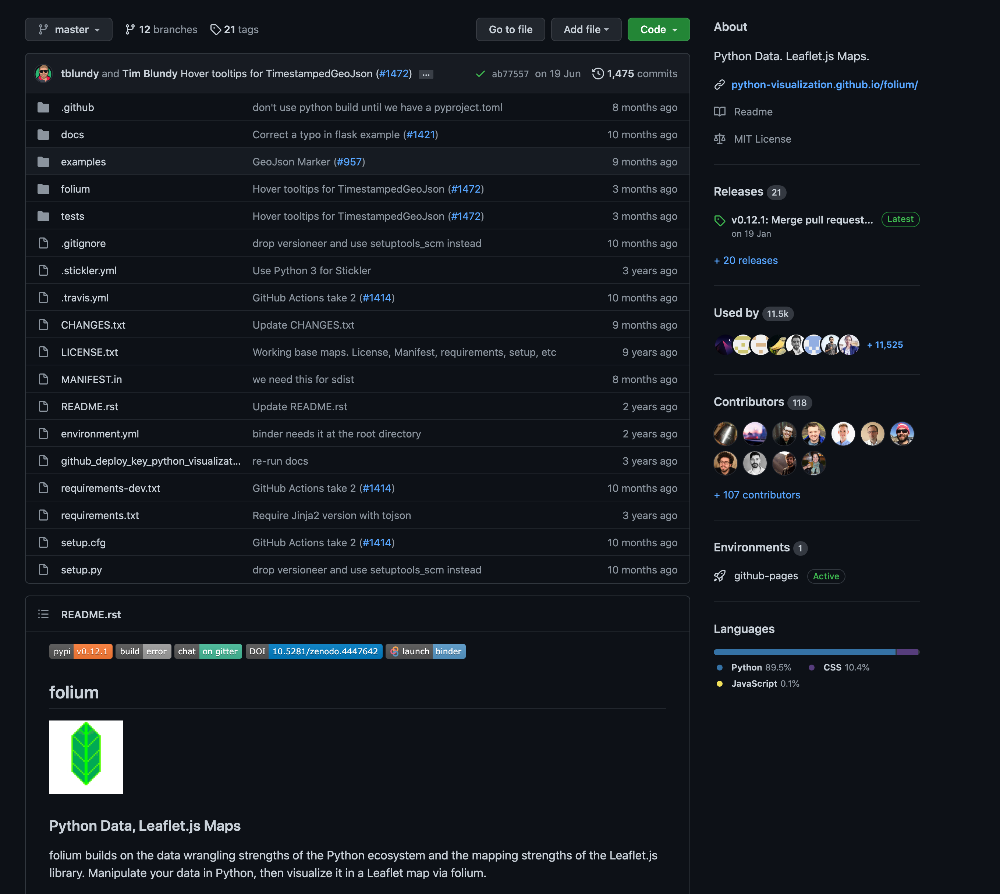 master 12 branches 21 tags Go to file Add file Code
tblundy and Tim Blundy Hover tooltips for TimestampedGeoJson (#1472) ... ab77557 on 19 Jun 1,475 commits
.github don't use python build until we have a pyproject.toml 8 months ago
docs Correct a typo in flask example (#1421) 10 months ago
examples GeoJson Marker (#957) 9 months ago
folium Hover tooltips for TimestampedGeoJson (#1472) 3 months ago
tests Hover tooltips for TimestampedGeoJson (#1472) 3 months ago
.gitignore drop versioneer and use setuptools_scm instead 10 months ago
.stickler.yml Use Python 3 for Stickler 3 years ago
.travis.yml GitHub Actions take 2 (#1414) 10 months ago
CHANGES.txt Update CHANGES.txt 9 months ago
LICENSE.txt Working base maps. License, Manifest, requirements, setup, etc 9 years ago
MANIFEST.in we need this for sdist 8 months ago
README.rst Update README.rst 2 years ago
environment.yml binder needs it at the root directory 2 years ago
github_deploy_key_python_visualizat... re-run docs 3 years ago
requirements-dev.txt GitHub Actions take 2 (#1414) 10 months ago
requirements.txt Require Jinja2 version with tojson 3 years ago
setup.cfg GitHub Actions take 2 (#1414) 10 months ago
setup.py drop versioneer and use setuptools_scm instead 10 months ago
README.rst
pypi v0.12.1 build error chat on gitter DOI 10.5281/zenodo.4447642 launch binder
folium
Python Data, Leaflet.js Maps
folium builds on the data wrangling strengths of the Python ecosystem and the mapping strengths of the Leaflet.js
library. Manipulate your data in Python, then visualize it in a Leaflet map via folium.
About
Python Data. Leaflet.js Maps.
python-visualization.github.io/folium/
Readme
MIT License
Releases 21
v0.12.1: Merge pull request... Latest
on 19 Jan
+ 20 releases
Used by 11.5k
+ 11,525
Contributors 118
+ 107 contributors
Environments 1
github-pages Active
Languages
Python 89.5% CSS 10.4%
JavaScript 0.1%